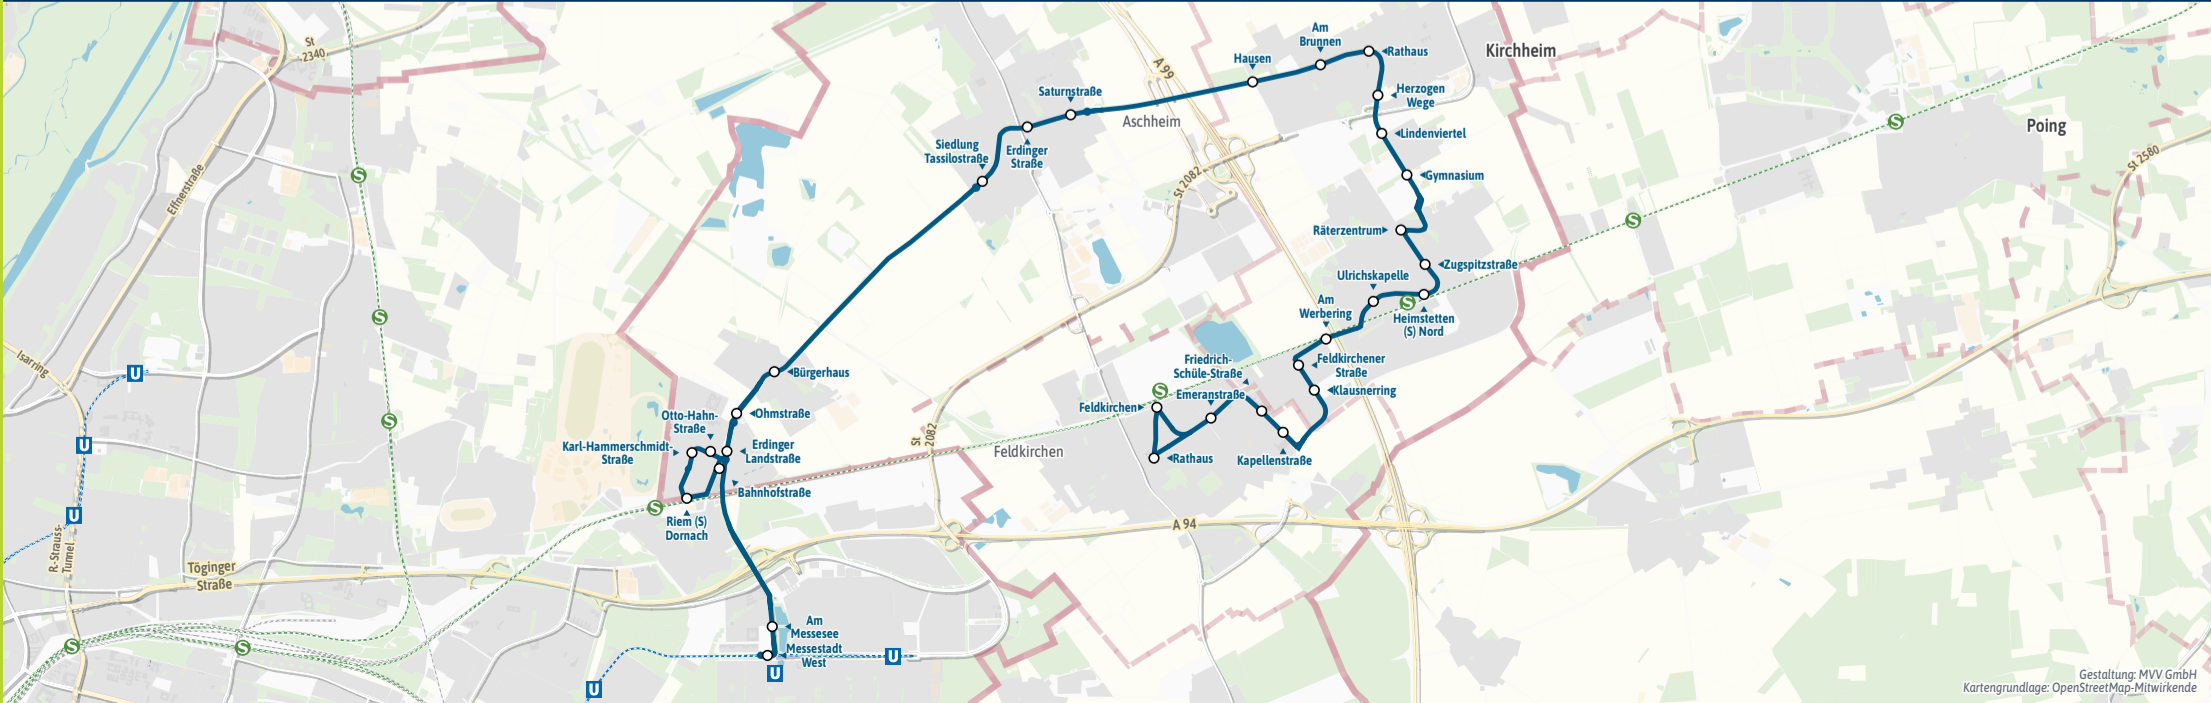 St
2340
Effnerstraße
Isarring
R.-Strauss-
Tunnel
Töginger
Straße
U
U
U
U
U
U
S
S
S
S
S
S
S
S
S
S
S
A 99
St 2082
St
2082
A 94
St 2580
Kirchheim
Poing
Aschheim
Feldkirchen
Am
Brunnen
Rathaus
Hausen
Herzogen
Wege
Saturnstraße
Lindenviertel
Siedlung
Tassilostraße
Erdinger
Straße
Gymnasium
Räterzentrum
Zugspitzstraße
Ulrichskapelle
Am
Werbering
Heimstetten
(S) Nord
Feldkirchener
Straße
Klausnerring
Friedrich-
Schüle-Straße
Emeranstraße
Feldkirchen
Rathaus
Kapellenstraße
Bürgerhaus
Ohmstraße
Otto-Hahn-
Straße
Karl-Hammerschmidt-
Straße
Erdinger
Landstraße
Bahnhofstraße
Riem (S)
Dornach
Am
Messesee
Messestadt
West
Gestaltung: MVV GmbH
Kartengrundlage: OpenStreetMap-Mitwirkende